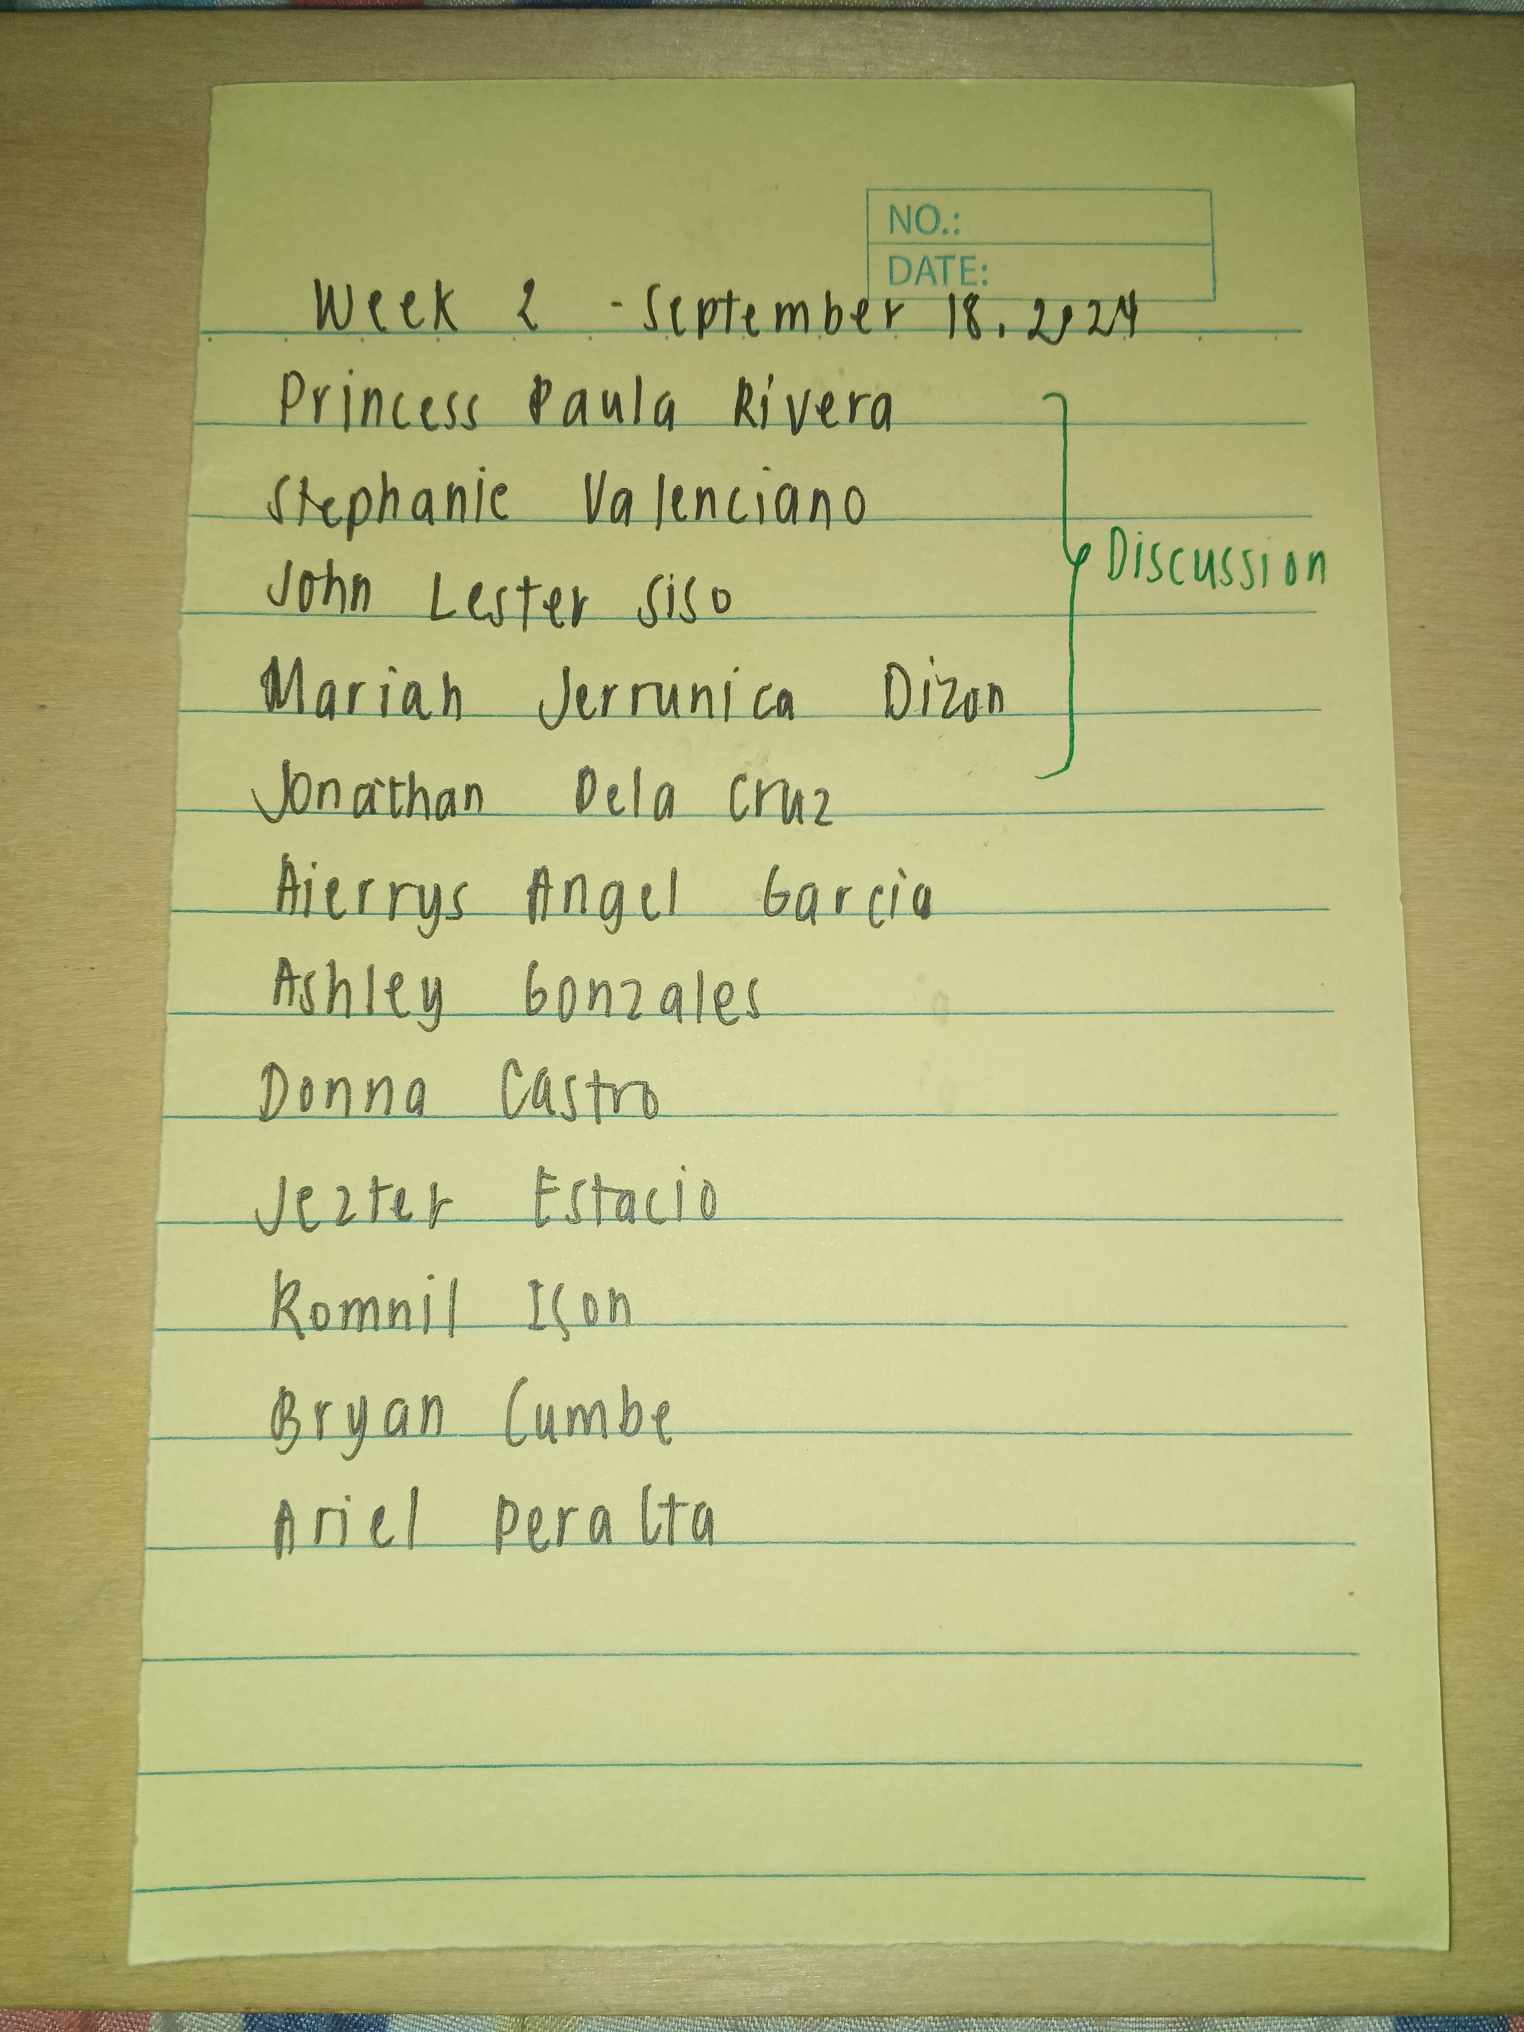 NO.:
DATE:
Week 2 - September 18, 2024
Princess Paula Rivera
Stephanie Valenciano
Discussion
John Lester Siso
Mariah Jerrunica Dizon
Jonathan Dela Cruz
Aierrys Angel Garcia
Ashley Gonzales
Donna Castro
Jezter Estacio
Romnil Ison
Bryan Cumbe
Ariel Peralta